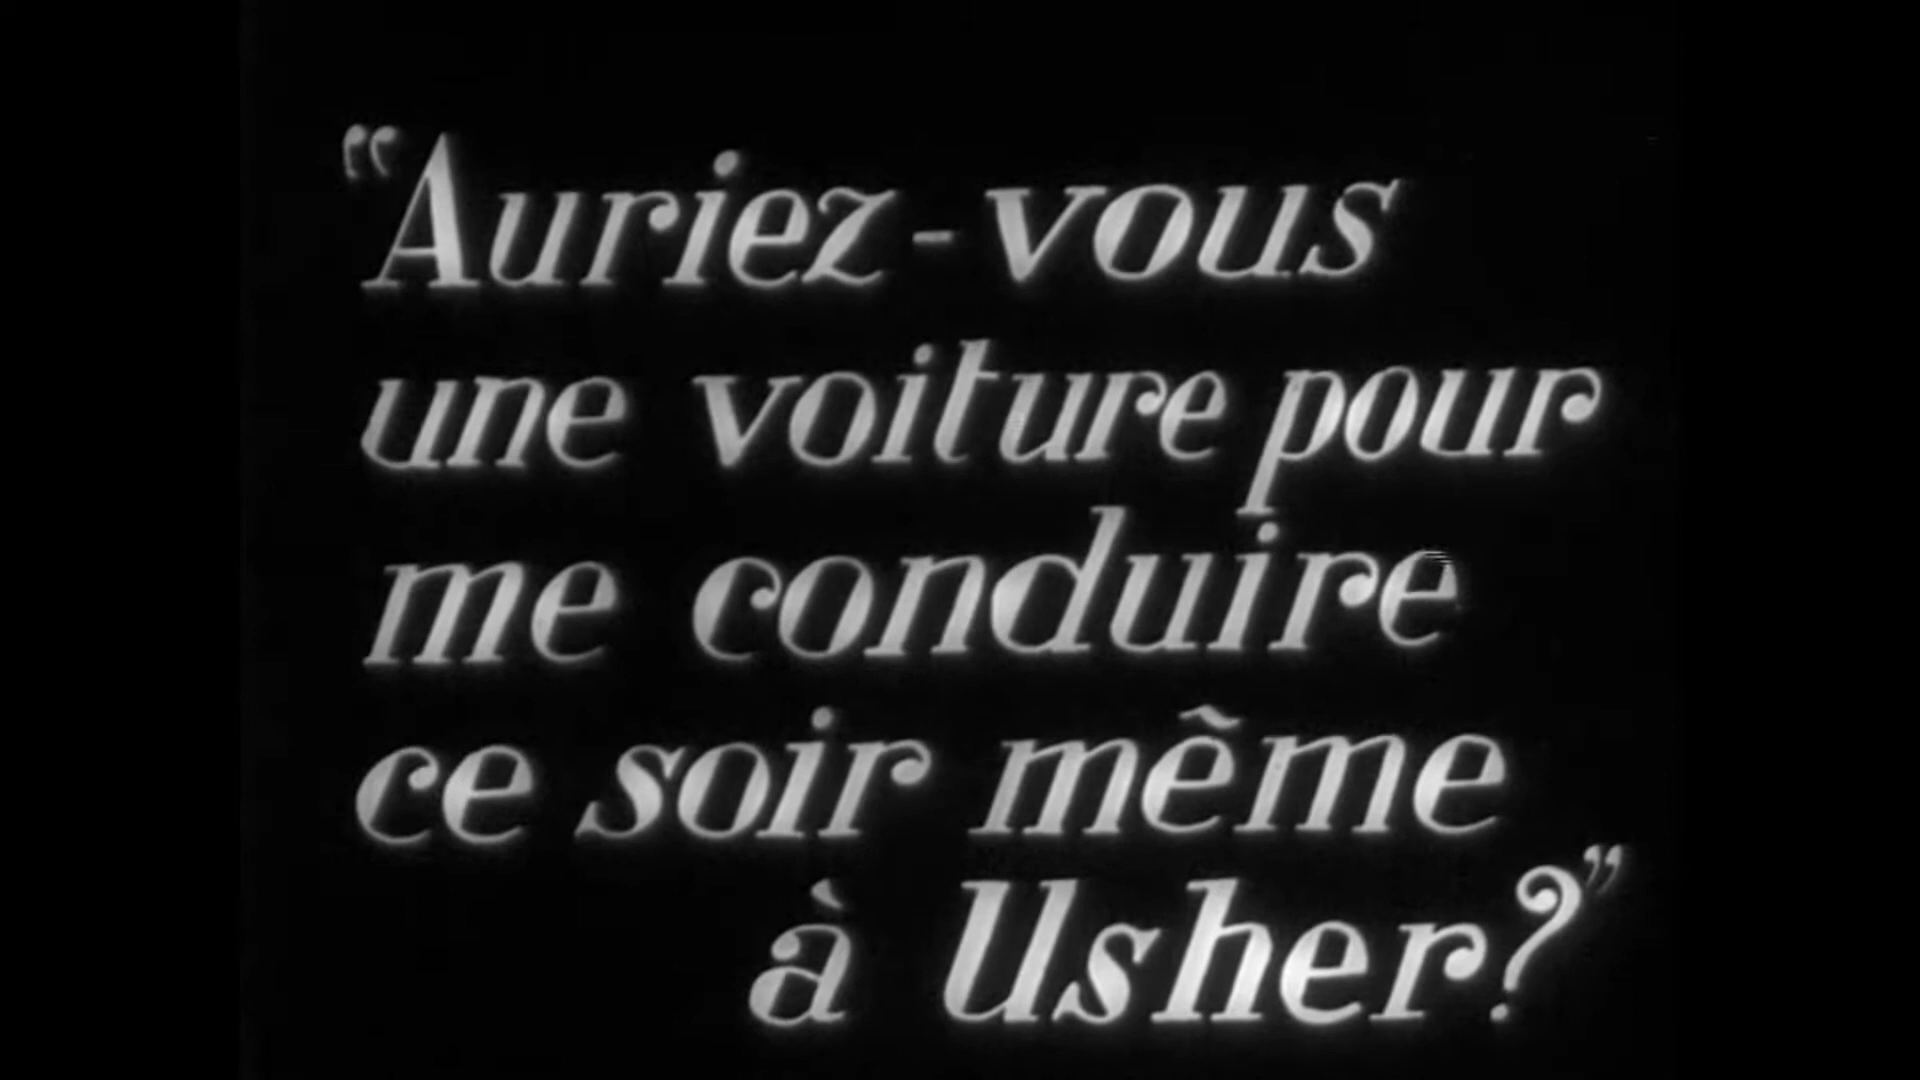 “Auriez-vous
une voiture pour
me conduire
ce soir même
à Usher?”